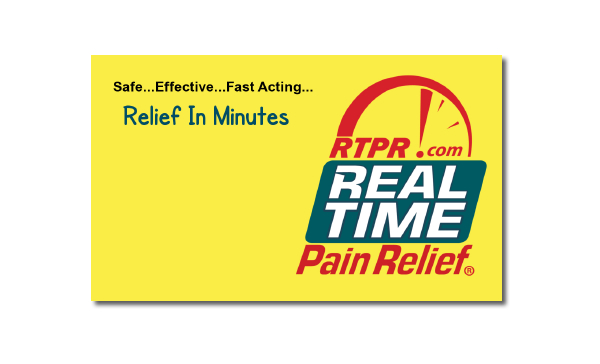 Safe...Effective...Fast Acting...
Relief In Minutes
RTPR.com
REAL
TIME
Pain Relief®